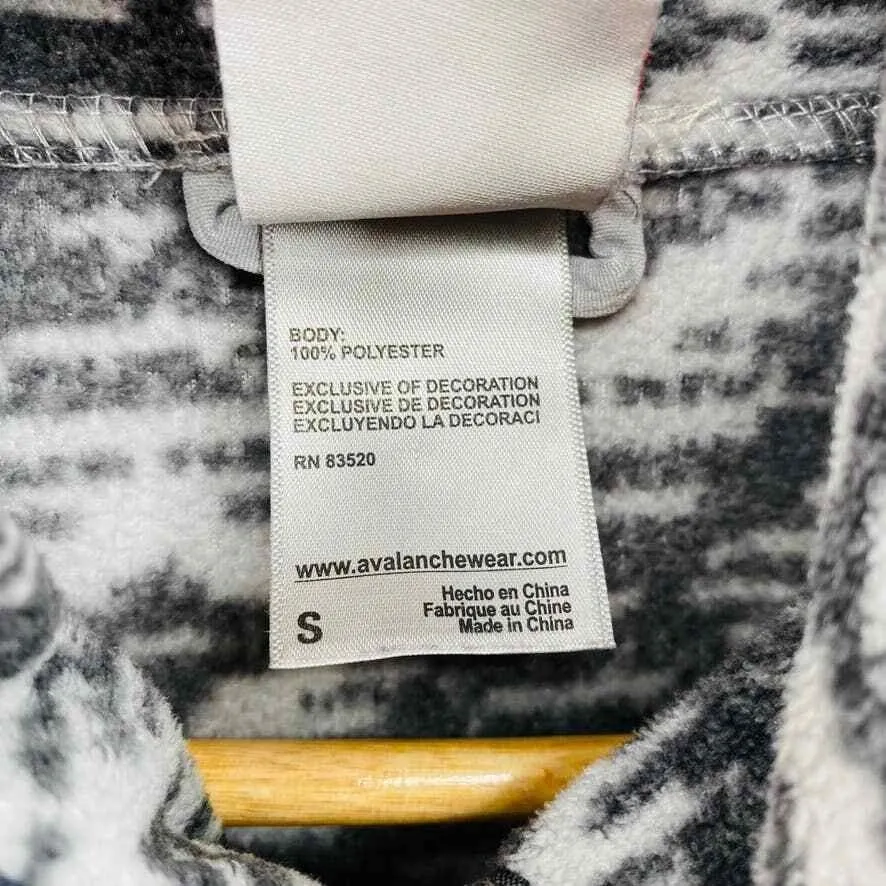 BODY:
100% POLYESTER
EXCLUSIVE OF DECORATION
EXCLUSIVE DE DECORATION
EXCLUYENDO LA DECORACI
RN 83520
www.avalanchewear.com
Hecho en China
Fabrique au Chine
Made in China
S